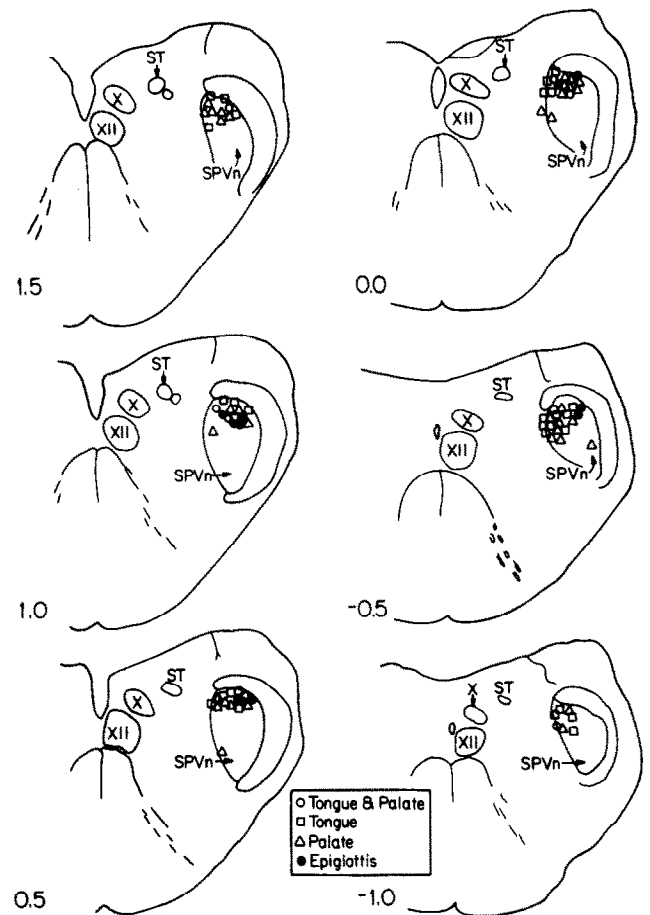 ST
X
XII
SPVn
1.5
ST
X
XII
SPVn
0.0
ST
X
XII
SPVn
1.0
ST
X
XII
SPVn
-0.5
ST
X
XII
SPVn
0.5
X
ST
XII
SPVn
-1.0
Tongue & Palate
Tongue
Palate
Epiglottis